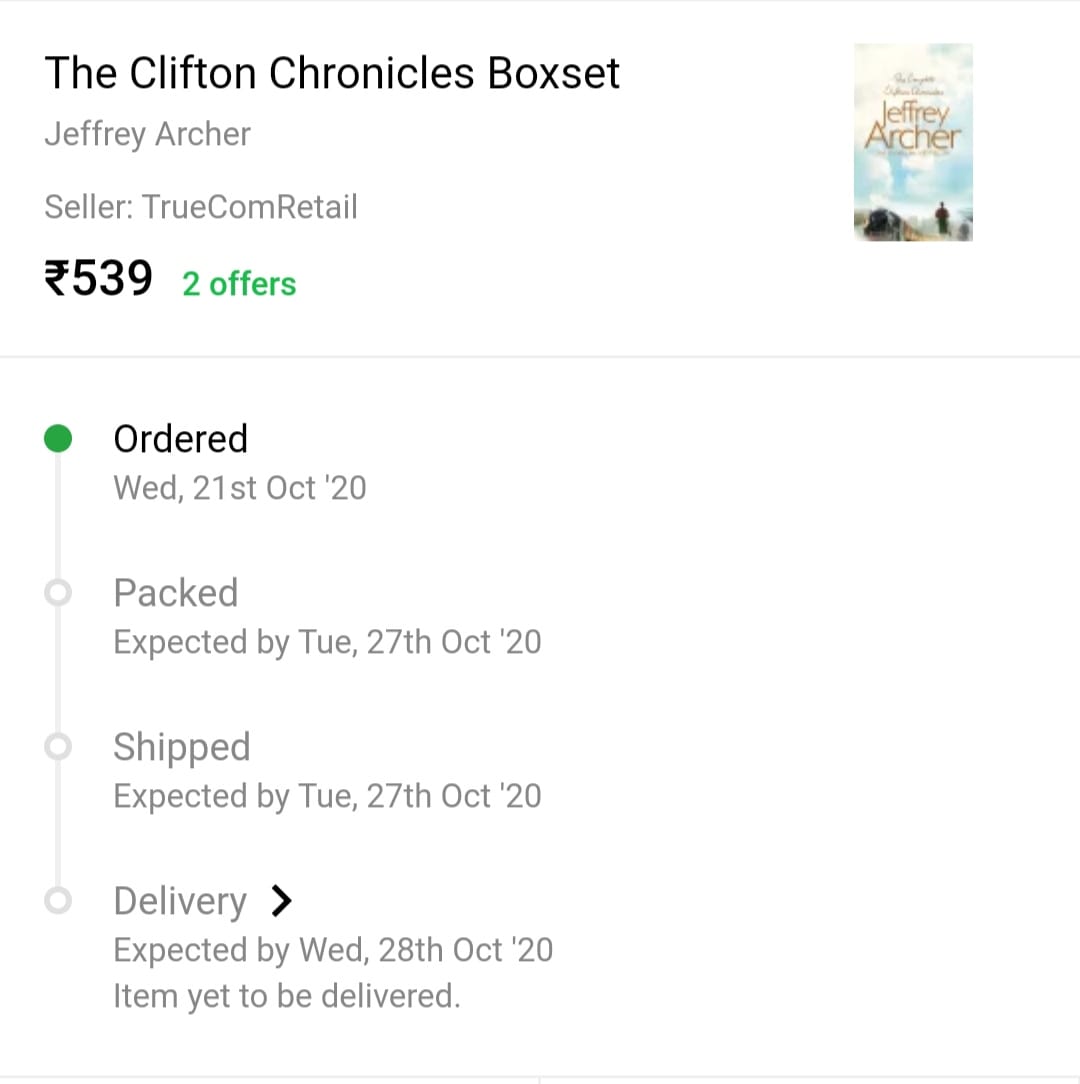 The Clifton Chronicles Boxset
Jeffrey Archer
Seller: TrueComRetail
₹539 2 offers
Jeffrey
Archer
Ordered
Wed, 21st Oct '20
Packed
Expected by Tue, 27th Oct '20
Shipped
Expected by Tue, 27th Oct '20
Delivery
Expected by Wed, 28th Oct '20
Item yet to be delivered.